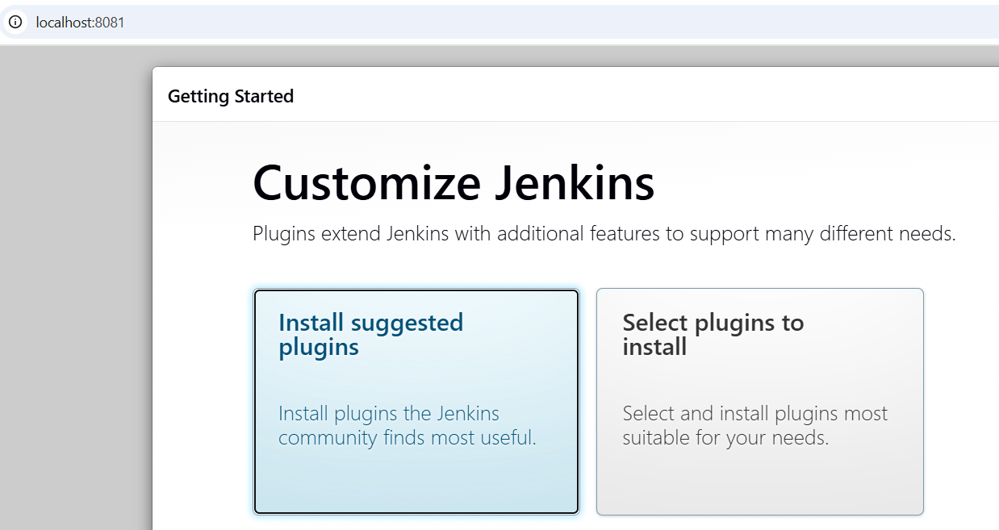 localhost:8081
Getting Started
Customize Jenkins
Plugins extend Jenkins with additional features to support many different needs.
Install suggested
plugins
Install plugins the Jenkins
community finds most useful.
Select plugins to
install
Select and install plugins most
suitable for your needs.